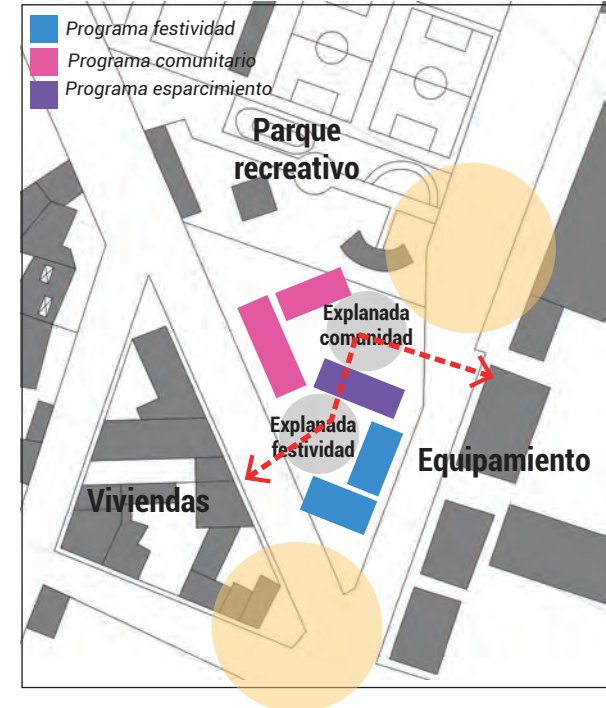 Programa festividad
Programa comunitario
Programa esparcimiento
Parque
recreativo
Explanada
comunidad
Explanada
festividad
Equipamiento
Viviendas